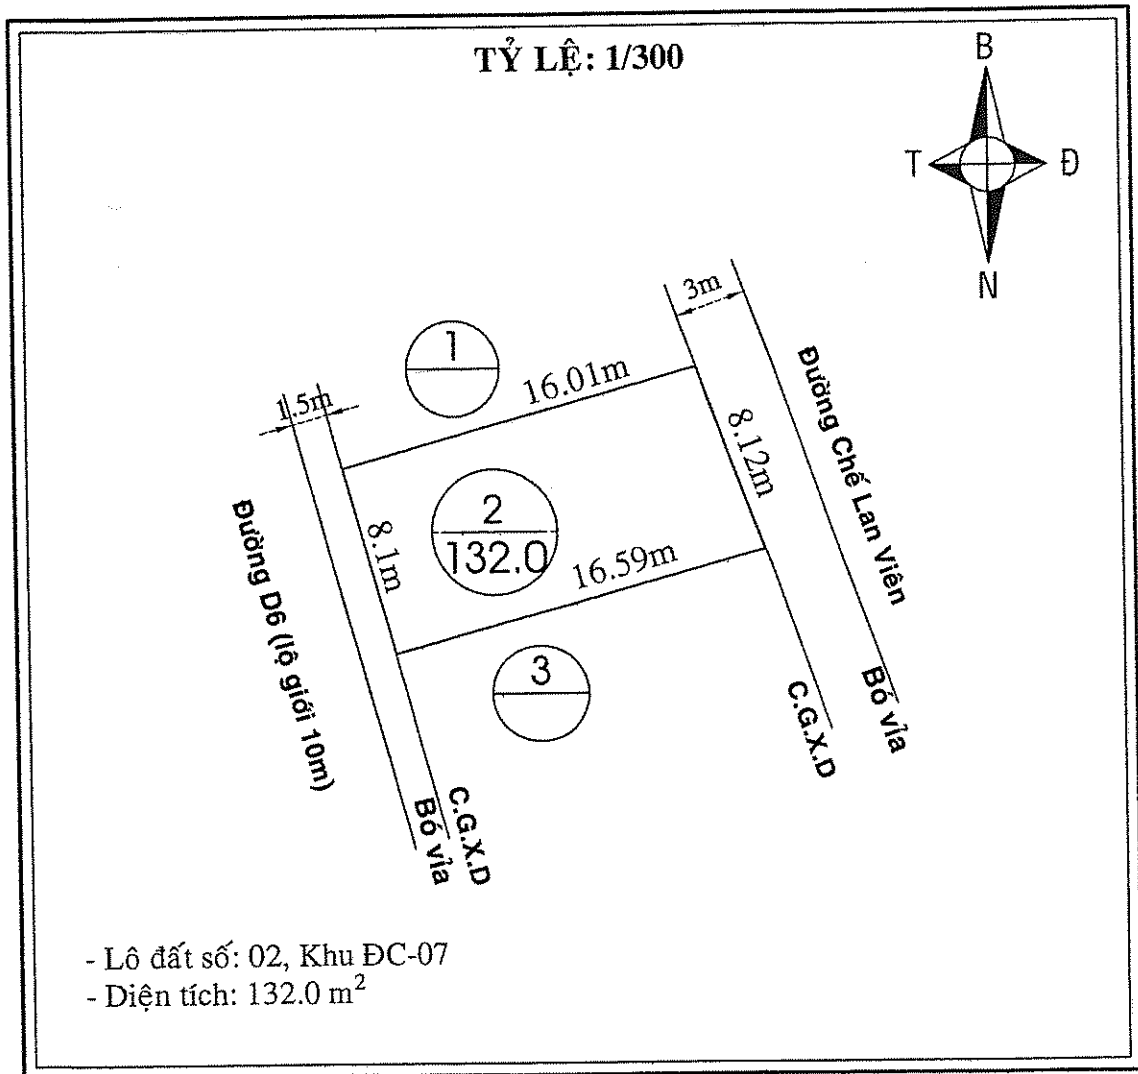 TỶ LỆ: 1/300
B
T
Đ
N
3m
1
16.01m
1.5m
8.12m
Đường Chế Lan Viên
2
132.0
8.1m
16.59m
Đường D6 (lộ giới 10m)
3
C.G.X.D
Bó vỉa
C.G.X.D
Bó vỉa
- Lô đất số: 02, Khu ĐC-07
- Diện tích: 132.0 m²